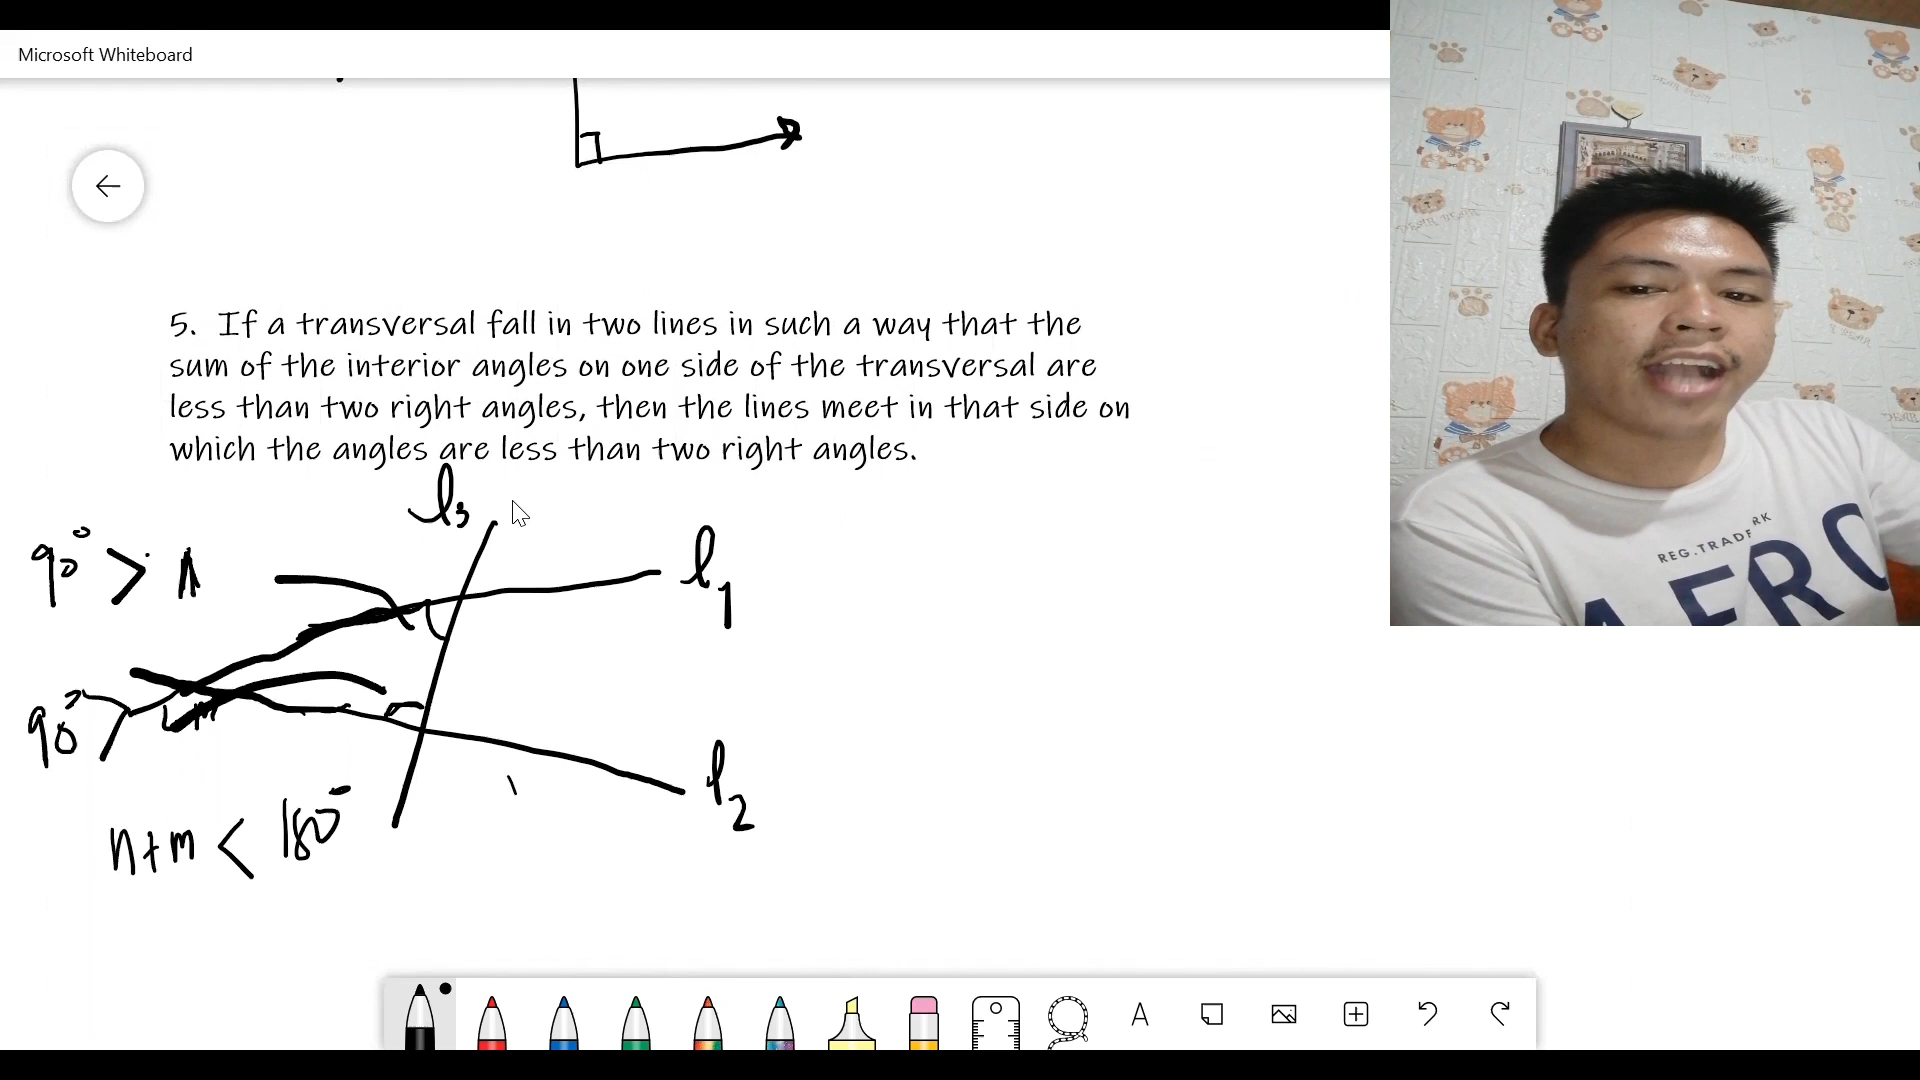 Microsoft Whiteboard
5. If a transversal fall in two lines in such a way that the
sum of the interior angles on one side of the transversal are
less than two right angles, then the lines meet in that side on
which the angles are less than two right angles.
l3
l1
90° > n
90° > m
l2
n+m < 180°
REG.TRADE
RK
AERO
A